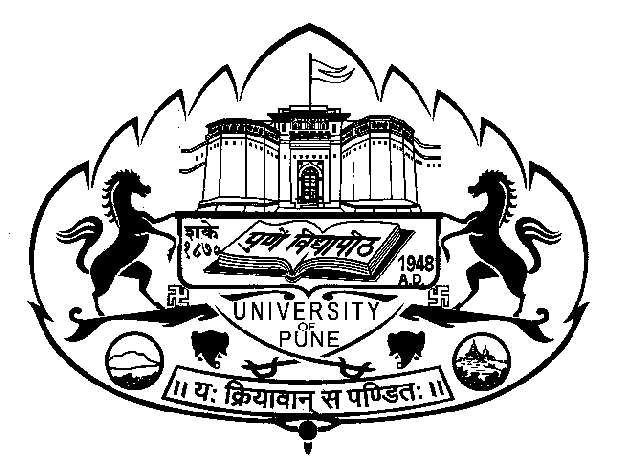 शके
१८७०
पुणें विद्यापीठ
1948
A.D.
UNIVERSITY
OF
PUNE
।। यः क्रियावान् स पण्डितः ।।